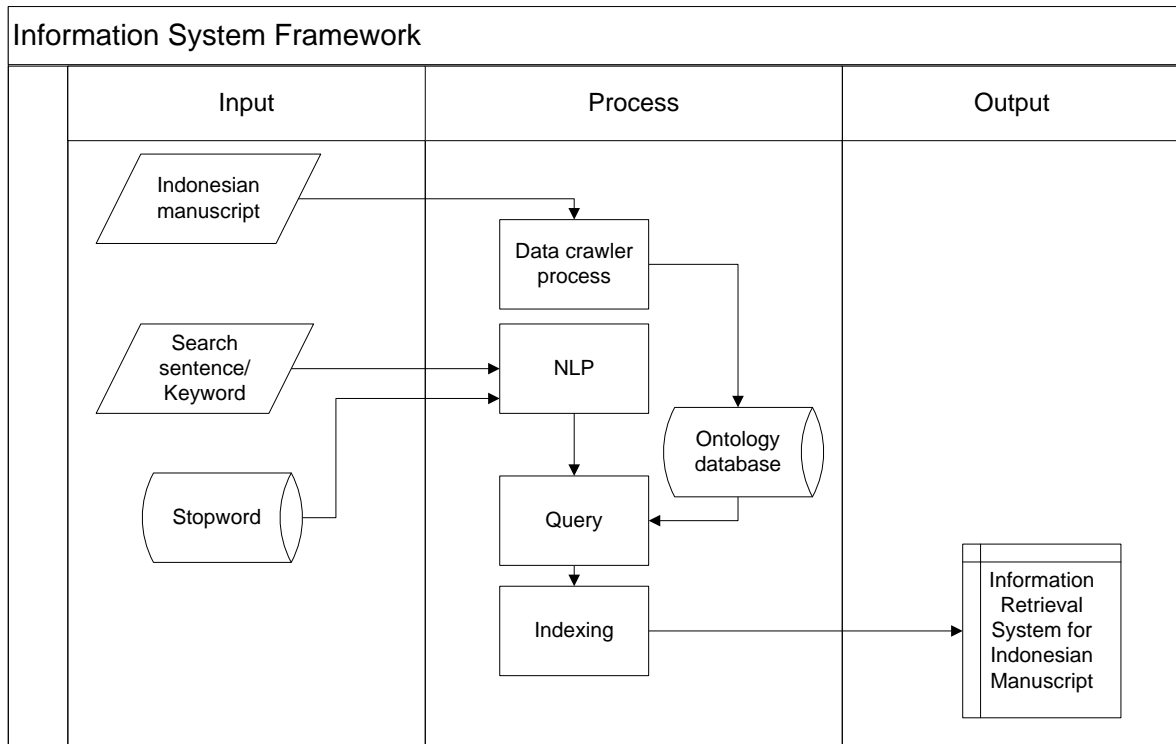 Information System Framework
Input
Process
Output
Indonesian
manuscript
Data crawler
process
Search
sentence/
Keyword
NLP
Ontology
database
Stopword
Query
Indexing
Information
Retrieval
System for
Indonesian
Manuscript